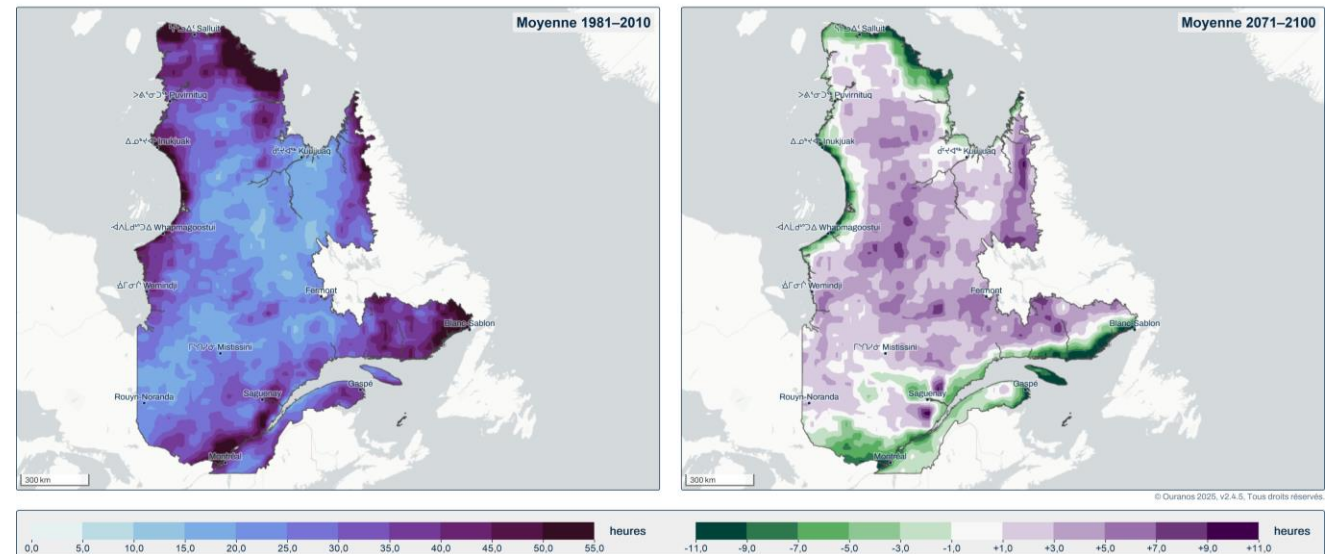 Moyenne 1981–2010
Salluit
Puvirnituq
Inukjuak
Kuujjuaq
Whapmagoostui
Wemindji
Fermont
Blanc-Sablon
Mistissini
Gaspé
Rouyn-Noranda
Saguenay
Montréal
300 km
Moyenne 2071–2100
Salluit
Puvirnituq
Inukjuak
Kuujjuaq
Whapmagoostui
Wemindji
Fermont
Blanc-Sablon
Mistissini
Gaspé
Rouyn-Noranda
Saguenay
Montréal
300 km
© Ouranos 2025, v2.4.5, Tous droits réservés.
heures
0,0 5,0 10,0 15,0 20,0 25,0 30,0 35,0 40,0 45,0 50,0 55,0
heures
-11,0 -9,0 -7,0 -5,0 -3,0 -1,0 +1,0 +3,0 +5,0 +7,0 +9,0 +11,0